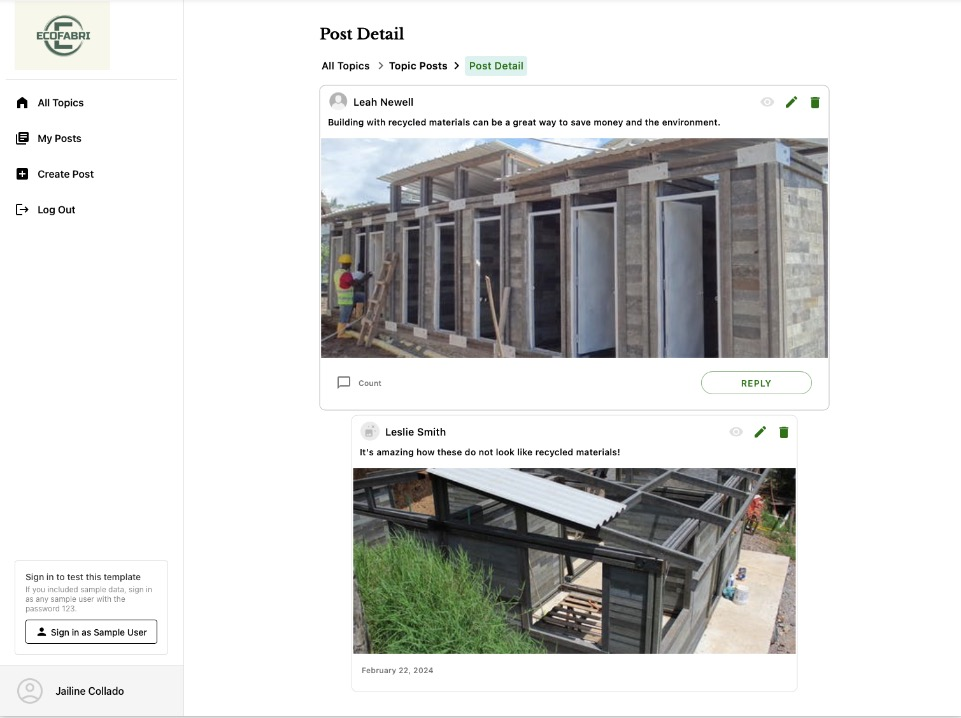 ECOFABRI
All Topics
My Posts
Create Post
Log Out
Sign in to test this template
If you included sample data, sign in
as any sample user with the
password 123.
Sign in as Sample User
Jailine Collado
Post Detail
All Topics > Topic Posts > Post Detail
Leah Newell
Building with recycled materials can be a great way to save money and the environment.
Count
REPLY
Leslie Smith
It's amazing how these do not look like recycled materials!
February 22, 2024